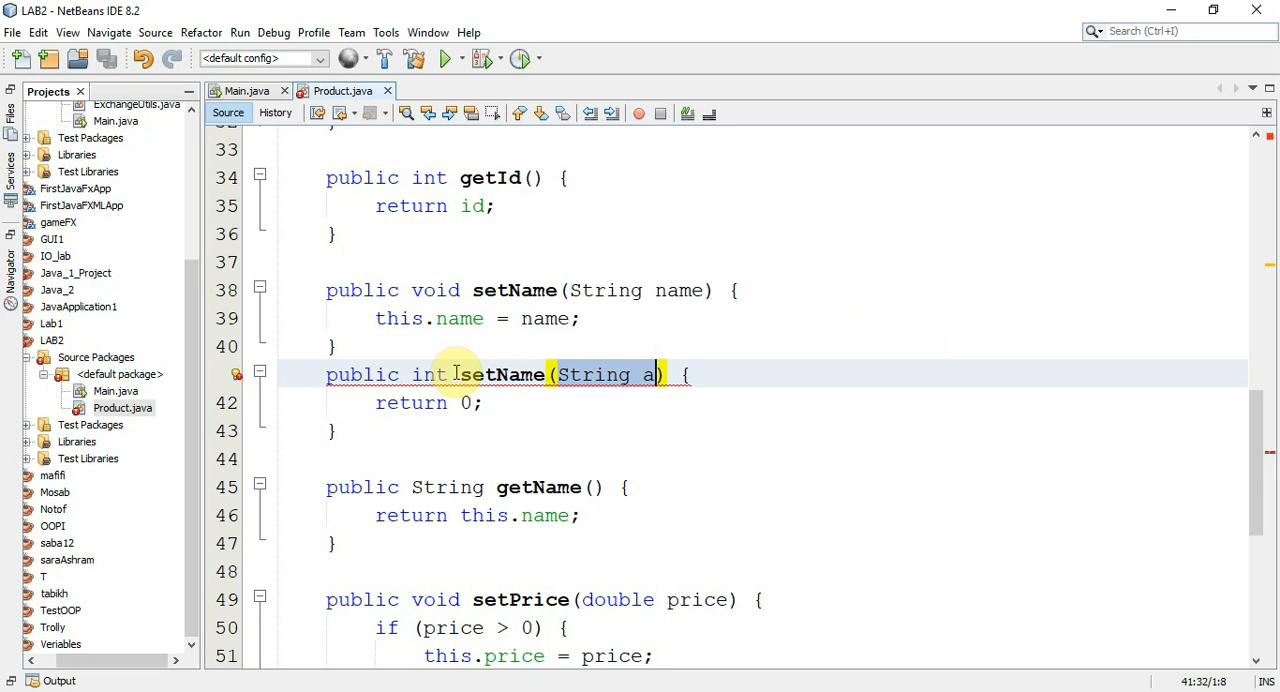 LAB2 - NetBeans IDE 8.2
File Edit View Navigate Source Refactor Run Debug Profile Team Tools Window Help
Search (Ctrl+I)
<default config>
Projects
Main.java
Product.java
Source
History
Files
Services
Navigator
ExchangeUtils.java
Main.java
Test Packages
Libraries
Test Libraries
FirstJavaFxApp
FirstJavaFXMLApp
gameFX
GUI1
IO_lab
Java_1_Project
Java_2
JavaApplication1
Lab1
LAB2
Source Packages
<default package>
Main.java
Product.java
Test Packages
Libraries
Test Libraries
mafifi
Mosab
Notof
OOPI
saba12
saraAshram
T
tabikh
TestOOP
Trolly
Veriables
32 }
33
34 public int getId() {
35 return id;
36 }
37
38 public void setName(String name) {
39 this.name = name;
40 }
public int setName(String a) {
42 return 0;
43 }
44
45 public String getName() {
46 return this.name;
47 }
48
49 public void setPrice(double price) {
50 if (price > 0) {
51 this.price = price;
Output
41:32/1:8
INS